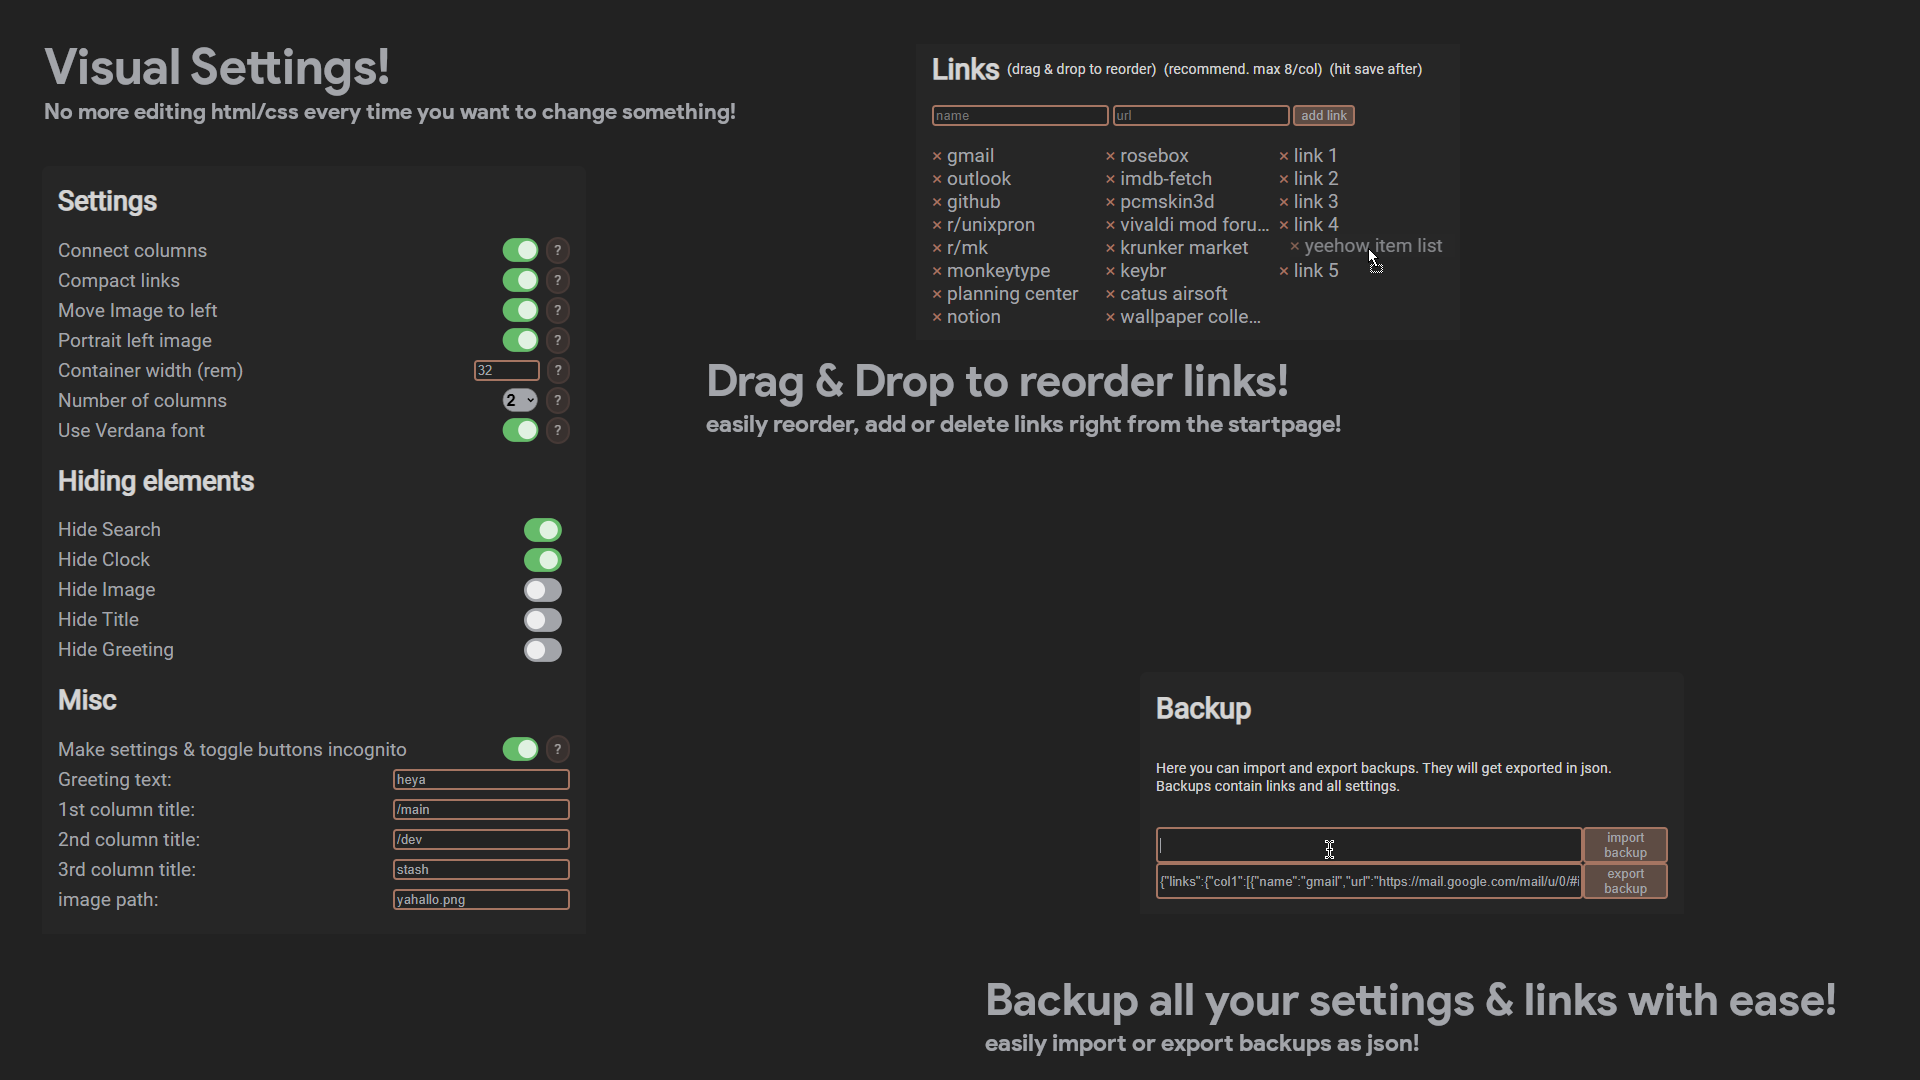 Visual Settings!
No more editing html/css every time you want to change something!
Settings
Connect columns ?
Compact links ?
Move Image to left ?
Portrait left image ?
Container width (rem) 32 ?
Number of columns 2 ?
Use Verdana font ?
Hiding elements
Hide Search
Hide Clock
Hide Image
Hide Title
Hide Greeting
Misc
Make settings & toggle buttons incognito ?
Greeting text: heya
1st column title: /main
2nd column title: /dev
3rd column title: stash
image path: yahallo.png
Links (drag & drop to reorder) (recommend. max 8/col) (hit save after)
name url add link
× gmail × rosebox × link 1
× outlook × imdb-fetch × link 2
× github × pcmskin3d × link 3
× r/unixpron × vivaldi mod foru... × link 4
× r/mk × krunker market × yeehow item list
× monkeytype × keybr × link 5
× planning center × catus airsoft
× notion × wallpaper colle...
Drag & Drop to reorder links!
easily reorder, add or delete links right from the startpage!
Backup
Here you can import and export backups. They will get exported in json.
Backups contain links and all settings.
import
backup
{"links":{"col1":[{"name":"gmail","url":"https://mail.google.com/mail/u/0/#i
export
backup
Backup all your settings & links with ease!
easily import or export backups as json!